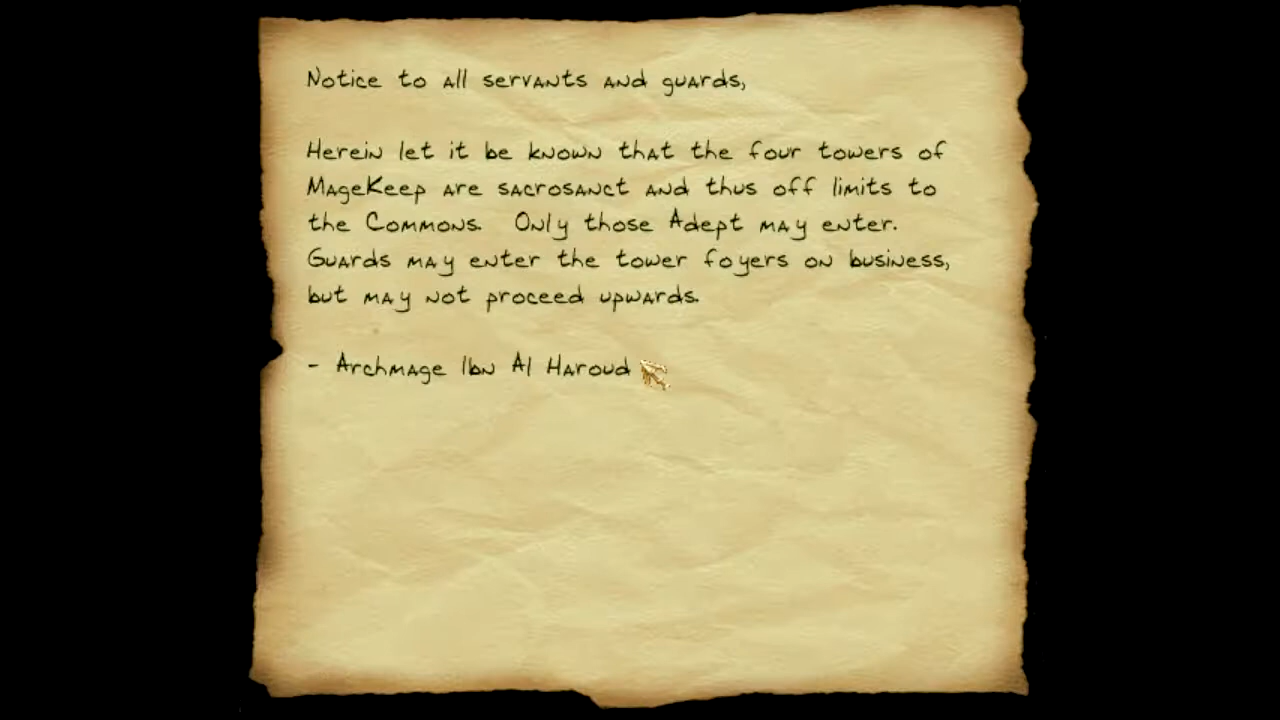 Notice to all servants and guards,
Herein let it be known that the four towers of
MageKeep are sacrosanct and thus off limits to
the Commons.  Only those Adept may enter.
Guards may enter the tower foyers on business,
but may not proceed upwards.
- Archmage Ibn Al Haroud